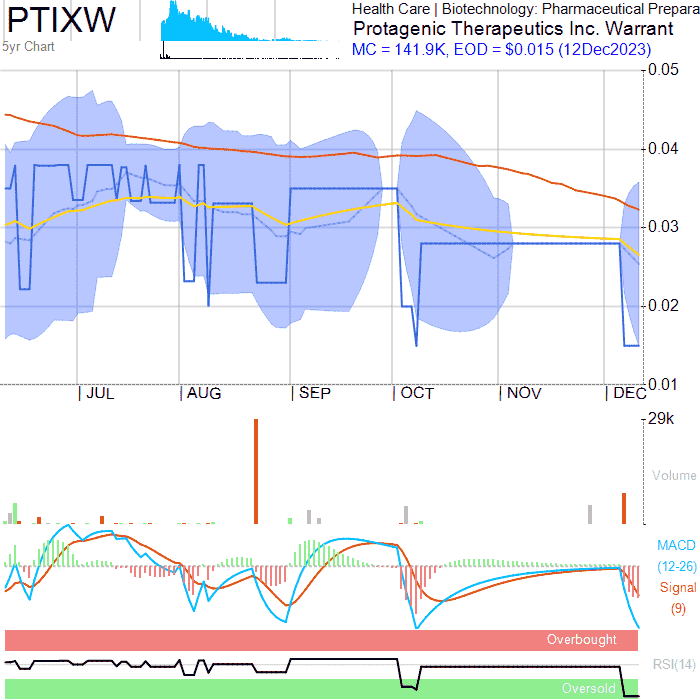 PTIXW
5yr Chart
Health Care | Biotechnology: Pharmaceutical Prepara
Protagenic Therapeutics Inc. Warrant
MC = 141.9K, EOD = $0.015 (12Dec2023)
0.05
0.04
0.03
0.02
0.01
| JUL | AUG | SEP | OCT | NOV | DEC
29k
Volume
MACD
(12-26)
Signal
(9)
Overbought
RSI(14)
Oversold